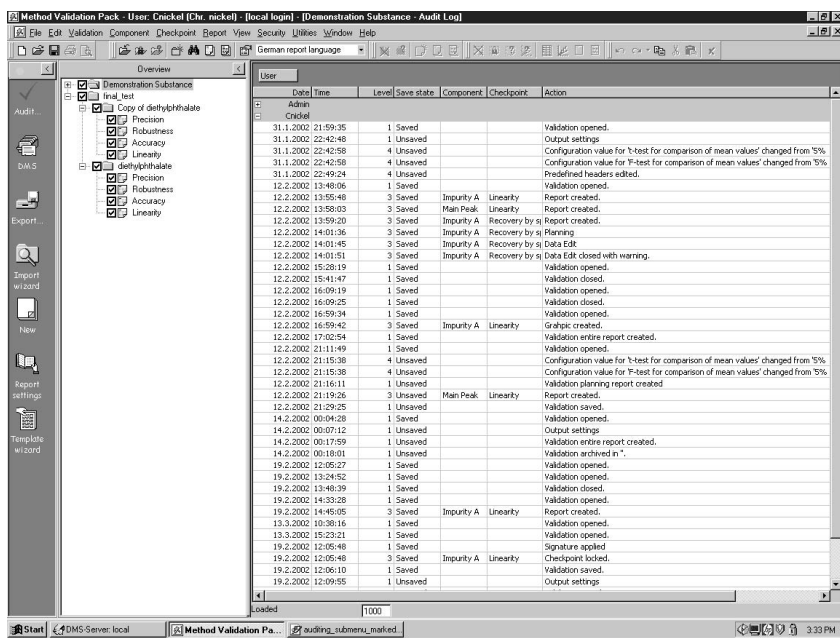 Method Validation Pack - User: Cnickel (Chr. nickel) - [local login] - [Demonstration Substance - Audit Log]
File Edit Validation Component Checkpoint Report View Security Utilities Window Help
German report language
Overview
Demonstration Substance
final_test
Copy of diethylphthalate
Precision
Robustness
Accuracy
Linearity
diethylphthalate
Precision
Robustness
Accuracy
Linearity
Audit...
DMS
Export...
Import wizard
New
Report settings
Template wizard
User
Date Time Level Save state Component Checkpoint Action
Admin
Cnickel
31.1.2002 21:59:35 1 Saved Validation opened.
31.1.2002 22:42:48 1 Unsaved Output settings
31.1.2002 22:42:58 4 Unsaved Configuration value for 't-test for comparison of mean values' changed from '5%
31.1.2002 22:42:58 4 Unsaved Configuration value for 'F-test for comparison of mean values' changed from '5%
31.1.2002 22:49:24 4 Unsaved Predefined headers edited.
12.2.2002 13:48:06 1 Saved Validation opened.
12.2.2002 13:55:48 3 Saved Impurity A Linearity Report created.
12.2.2002 13:58:03 3 Saved Main Peak Linearity Report created.
12.2.2002 13:59:20 3 Saved Impurity A Recovery by s Report created.
12.2.2002 14:01:36 3 Saved Impurity A Recovery by s Planning
12.2.2002 14:01:45 3 Saved Impurity A Recovery by s Data Edit
12.2.2002 14:01:51 3 Saved Impurity A Recovery by s Data Edit closed with warning.
12.2.2002 15:28:19 1 Saved Validation opened.
12.2.2002 15:41:47 1 Saved Validation closed.
12.2.2002 16:09:19 1 Saved Validation opened.
12.2.2002 16:09:25 1 Saved Validation closed.
12.2.2002 16:59:34 1 Saved Validation opened.
12.2.2002 16:59:42 3 Saved Impurity A Linearity Grahpic created.
12.2.2002 17:02:54 1 Saved Validation entire report created.
12.2.2002 21:11:49 1 Saved Validation opened.
12.2.2002 21:15:38 4 Unsaved Configuration value for 't-test for comparison of mean values' changed from '5%
12.2.2002 21:15:38 4 Unsaved Configuration value for 'F-test for comparison of mean values' changed from '5%
12.2.2002 21:16:11 1 Unsaved Validation planning report created
12.2.2002 21:19:26 3 Unsaved Main Peak Linearity Report created.
12.2.2002 21:29:25 1 Unsaved Validation saved.
14.2.2002 00:04:28 1 Saved Validation opened.
14.2.2002 00:07:12 1 Unsaved Output settings
14.2.2002 00:17:59 1 Unsaved Validation entire report created.
14.2.2002 00:18:01 1 Unsaved Validation archived in ''.
19.2.2002 12:05:27 1 Saved Validation opened.
19.2.2002 13:24:52 1 Saved Validation opened.
19.2.2002 13:48:39 1 Saved Validation closed.
19.2.2002 14:33:28 1 Saved Validation opened.
19.2.2002 14:45:05 3 Saved Impurity A Linearity Report created.
13.3.2002 10:38:16 1 Saved Validation opened.
13.3.2002 15:23:21 1 Saved Validation opened.
19.2.2002 12:05:48 1 Saved Signature applied
19.2.2002 12:05:48 3 Saved Impurity A Linearity Checkpoint locked.
19.2.2002 12:06:10 1 Saved Validation saved.
19.2.2002 12:09:55 1 Unsaved Output settings
Loaded 1000
Start DMS-Server: local Method Validation Pa... auditing_submenu_marked... 3:33 PM